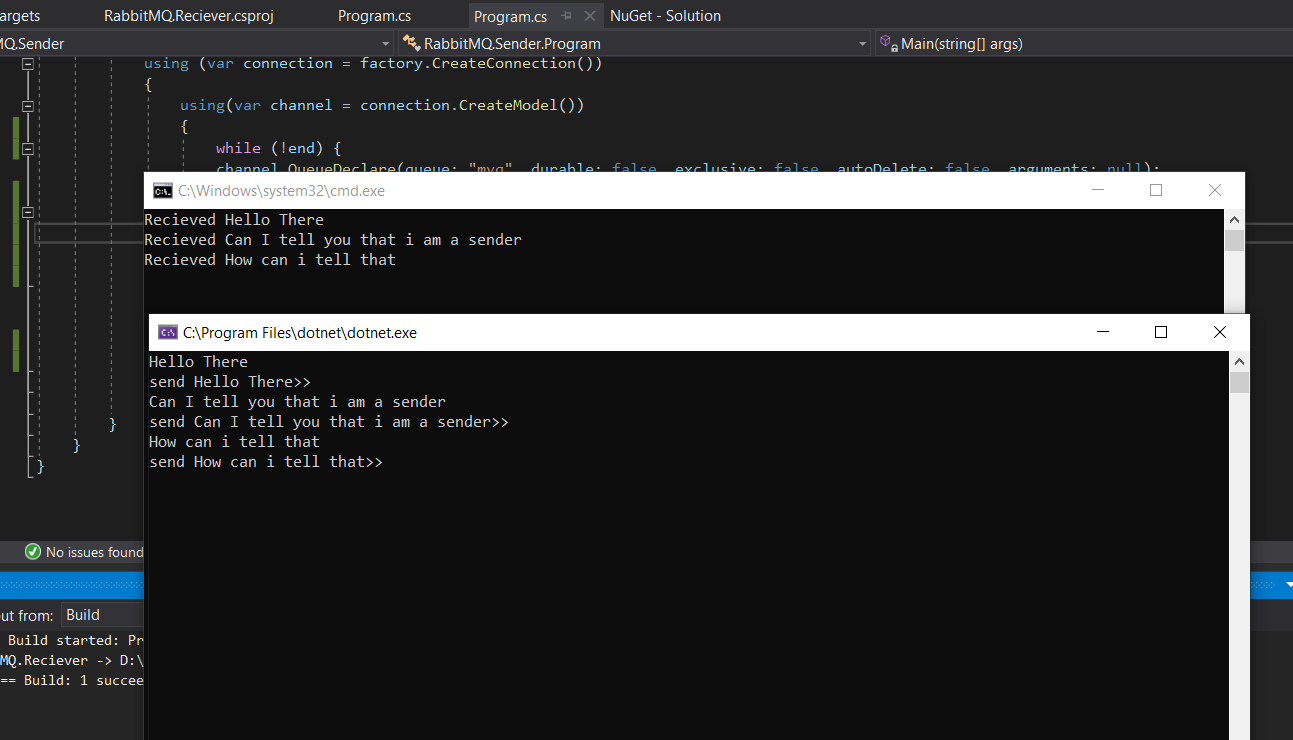 argets RabbitMQ.Reciever.csproj Program.cs Program.cs NuGet - Solution
MQ.Sender RabbitMQ.Sender.Program Main(string[] args)
using (var connection = factory.CreateConnection())
{
using(var channel = connection.CreateModel())
{
while (!end) {
channel.QueueDeclare(queue: "myq", durable: false, exclusive: false, autoDelete: false, arguments: null);
C:\Windows\system32\cmd.exe
Recieved Hello There
Recieved Can I tell you that i am a sender
Recieved How can i tell that
C:\Program Files\dotnet\dotnet.exe
Hello There
send Hello There>>
Can I tell you that i am a sender
send Can I tell you that i am a sender>>
How can i tell that
send How can i tell that>>
}
}
}
No issues found
ut from: Build
Build started: Pr
MQ.Reciever -> D:\
== Build: 1 succee